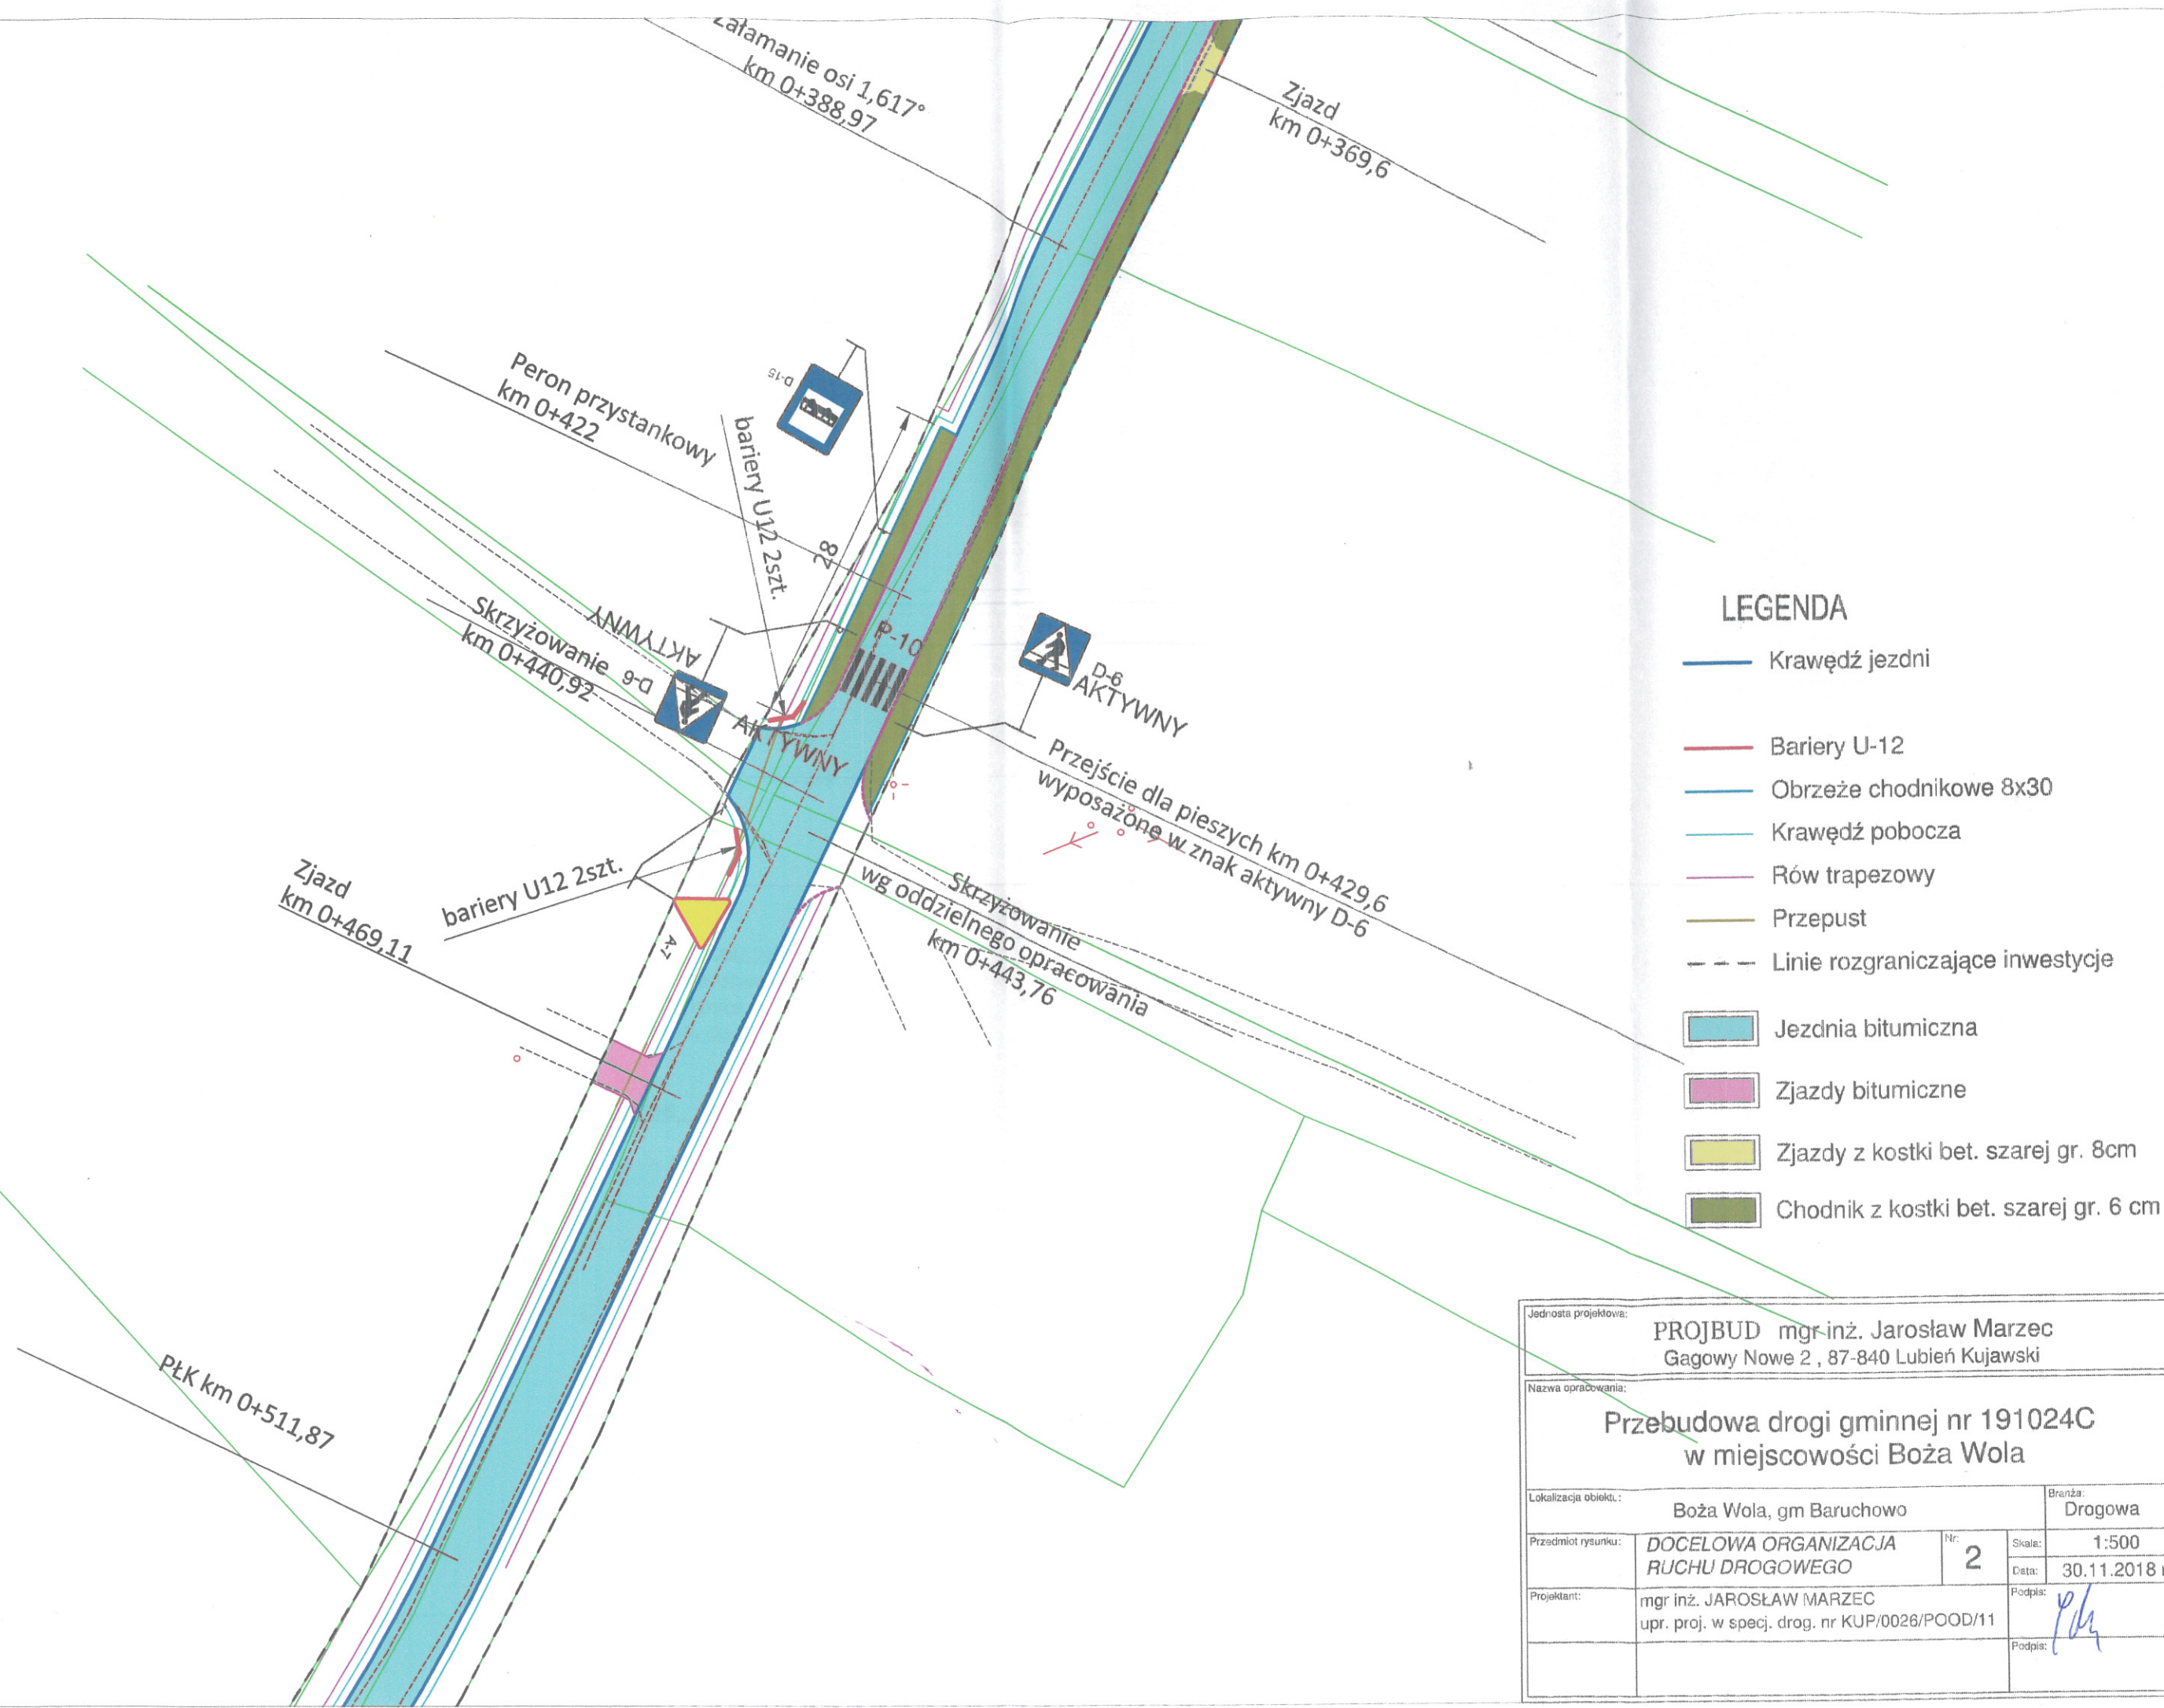 Załamanie osi 1,617°
km 0+388,97
Zjazd
km 0+369,6
D-15
Peron przystankowy
km 0+422
bariery U12 2szt.
28
AKTYWNY
Skrzyżowanie
km 0+440,92
D-6
P-10
AKTYWNY
D-6
AKTYWNY
Przejście dla pieszych km 0+429,6
wyposażone w znak aktywny D-6
Skrzyżowanie
wg oddzielnego opracowania
km 0+443,76
Zjazd
km 0+469,11
bariery U12 2szt.
A-7
PŁK km 0+511,87
LEGENDA
Krawędź jezdni
Bariery U-12
Obrzeże chodnikowe 8x30
Krawędź pobocza
Rów trapezowy
Przepust
Linie rozgraniczające inwestycje
Jezdnia bitumiczna
Zjazdy bitumiczne
Zjazdy z kostki bet. szarej gr. 8cm
Chodnik z kostki bet. szarej gr. 6 cm
Jednosta projektowa:
PROJBUD mgr inż. Jarosław Marzec
Gagowy Nowe 2 , 87-840 Lubień Kujawski
Nazwa opracowania:
Przebudowa drogi gminnej nr 191024C
w miejscowości Boża Wola
Lokalizacja obiektu:
Boża Wola, gm Baruchowo
Branża:
Drogowa
Przedmiot rysunku:
DOCELOWA ORGANIZACJA
RUCHU DROGOWEGO
Nr:
2
Skala:
1:500
Data:
30.11.2018 r
Projektant:
mgr inż. JAROSŁAW MARZEC
upr. proj. w specj. drog. nr KUP/0026/POOD/11
Podpis:
Podpis: